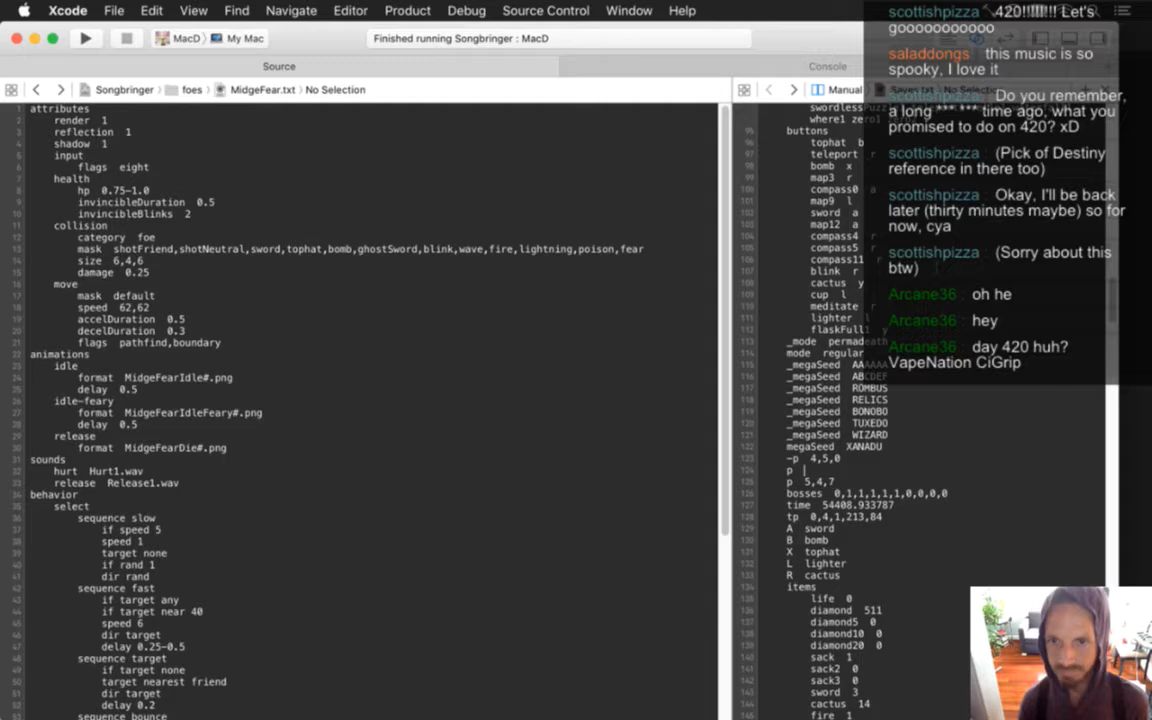 Xcode File Edit View Find Navigate Editor Product Debug Source Control Window Help
MacD My Mac
Finished running Songbringer : MacD
Source
Console
Songbringer foes MidgeFear.txt No Selection
Manual
attributes
render 1
reflection 1
shadow 1
input
flags eight
health
hp 0.75-1.0
invincibleDuration 0.5
invincibleBlinks 2
collision
category foe
mask shotFriend,shotNeutral,sword,tophat,bomb,ghostSword,blink,wave,fire,lightning,poison,fear
size 6,4,6
damage 0.25
move
mask default
speed 62,62
accelDuration 0.5
decelDuration 0.3
flags pathfind,boundary
animations
idle
format MidgeFearIdle#.png
delay 0.5
idle-feary
format MidgeFearIdleFeary#.png
delay 0.5
release
format MidgeFearDie#.png
sounds
hurt Hurt1.wav
release Release1.wav
behavior
select
sequence slow
if speed 5
speed 1
target none
if rand 1
dir rand
sequence fast
if target any
if target near 40
speed 6
dir target
delay 0.25-0.5
sequence target
if target none
target nearest friend
dir target
delay 0.2
sequence bounce
where1 zero1
buttons
tophat b
teleport r
bomb x
map3 r
compass0 a
map9 l
sword a
map12 a
compass4 r
compass5 r
compass11 r
blink r
cactus y
cup l
meditate r
lighter l
flaskFull1 y
_mode permadeath
mode regular
_megaSeed AAAAAA
_megaSeed ABCDEF
_megaSeed ROMBUS
_megaSeed RELICS
_megaSeed BONOBO
_megaSeed TUXEDO
_megaSeed WIZARD
megaSeed XANADU
-p 4,5,0
p
p 5,4,7
bosses 0,1,1,1,1,0,0,0,0
time 54408.933787
tp 0,4,1,213,84
A sword
B bomb
X tophat
L lighter
R cactus
items
life 0
diamond 511
diamond5 0
diamond10 0
diamond20 0
sack 1
sack2 0
sack3 0
sword 3
cactus 14
fire 1
scottishpizza : 420!!!!!!!! Let's
gooooooooooo
saladdongs : this music is so
spooky, I love it
scottishpizza : Do you remember,
a long *** *** time ago, what you
promised to do on 420? xD
scottishpizza : (Pick of Destiny
reference in there too)
scottishpizza : Okay, I'll be back
later (thirty minutes maybe) so for
now, cya
scottishpizza : (Sorry about this
btw)
Arcane36 : oh he
Arcane36 : hey
Arcane36 : day 420 huh?
VapeNation CiGrip